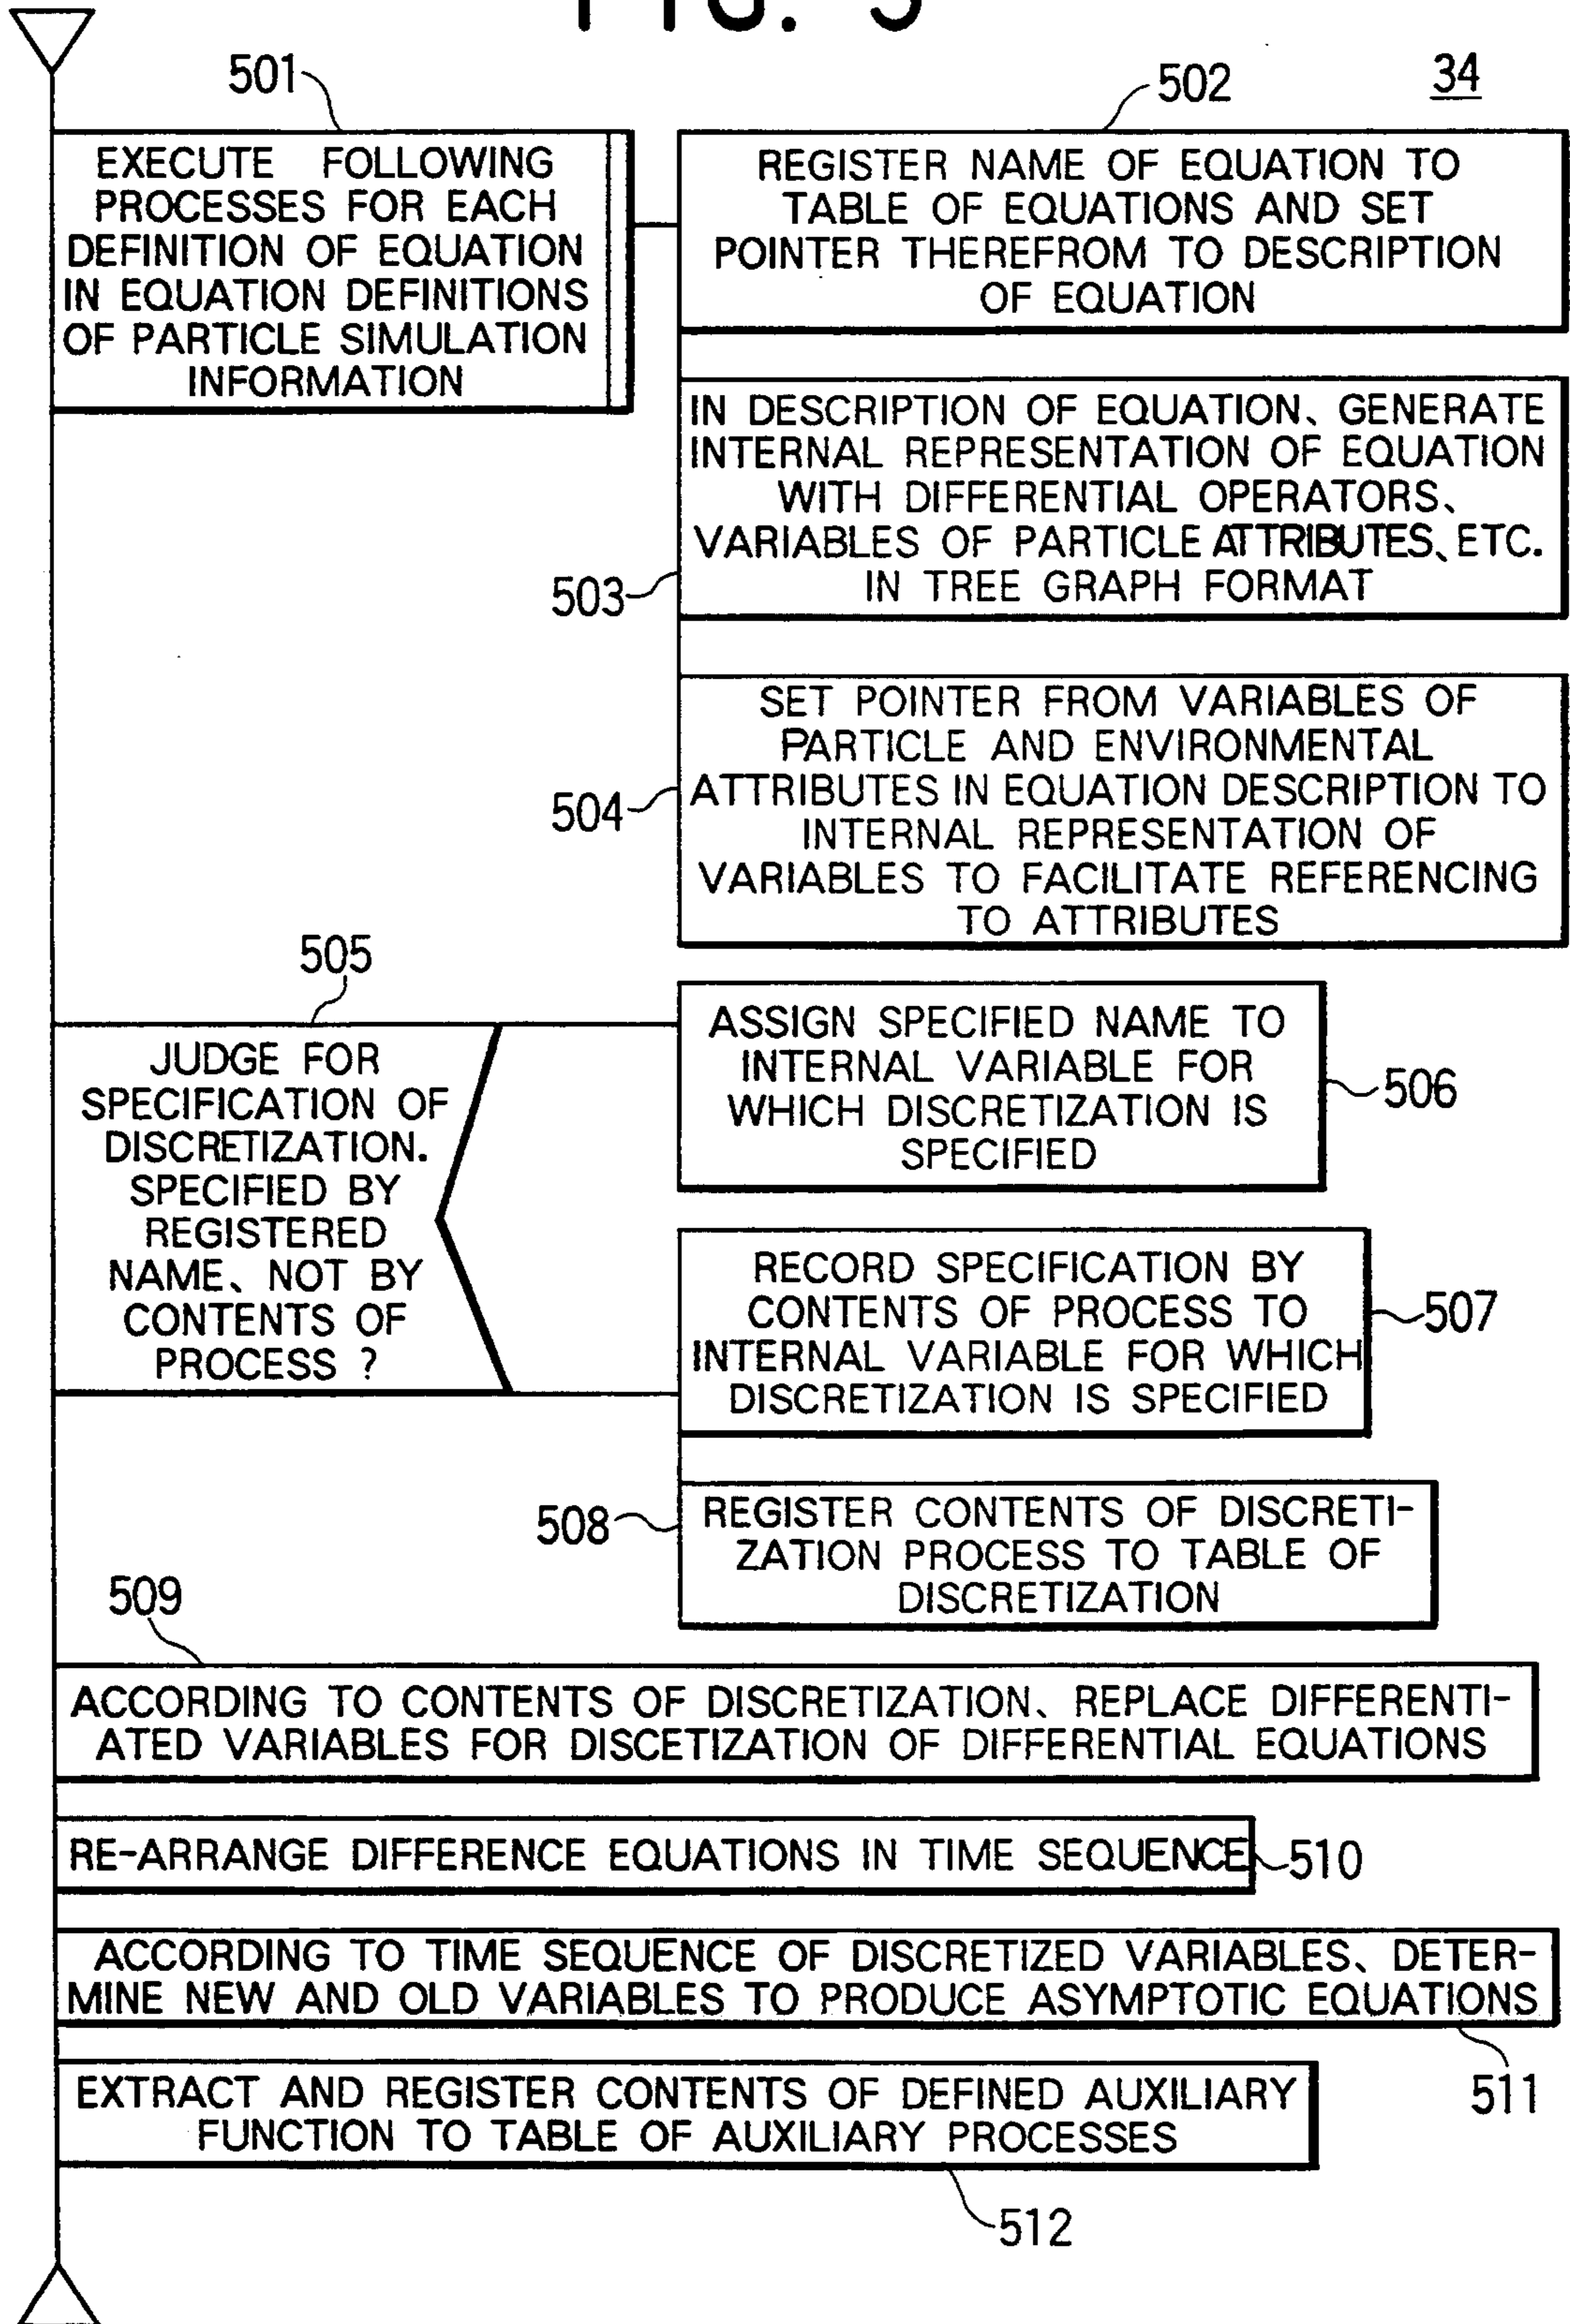 FIG. 5
34
501
EXECUTE FOLLOWING
PROCESSES FOR EACH
DEFINITION OF EQUATION
IN EQUATION DEFINITIONS
OF PARTICLE SIMULATION
INFORMATION
502
REGISTER NAME OF EQUATION TO
TABLE OF EQUATIONS AND SET
POINTER THEREFROM TO DESCRIPTION
OF EQUATION
503
IN DESCRIPTION OF EQUATION、GENERATE
INTERNAL REPRESENTATION OF EQUATION
WITH DIFFERENTIAL OPERATORS、
VARIABLES OF PARTICLE ATTRIBUTES、ETC.
IN TREE GRAPH FORMAT
504
SET POINTER FROM VARIABLES OF
PARTICLE AND ENVIRONMENTAL
ATTRIBUTES IN EQUATION DESCRIPTION TO
INTERNAL REPRESENTATION OF
VARIABLES TO FACILITATE REFERENCING
TO ATTRIBUTES
505
JUDGE FOR
SPECIFICATION OF
DISCRETIZATION.
SPECIFIED BY
REGISTERED
NAME、NOT BY
CONTENTS OF
PROCESS ?
506
ASSIGN SPECIFIED NAME TO
INTERNAL VARIABLE FOR
WHICH DISCRETIZATION IS
SPECIFIED
507
RECORD SPECIFICATION BY
CONTENTS OF PROCESS TO
INTERNAL VARIABLE FOR WHICH
DISCRETIZATION IS SPECIFIED
508
REGISTER CONTENTS OF DISCRETI-
ZATION PROCESS TO TABLE OF
DISCRETIZATION
509
ACCORDING TO CONTENTS OF DISCRETIZATION、REPLACE DIFFERENTI-
ATED VARIABLES FOR DISCETIZATION OF DIFFERENTIAL EQUATIONS
RE-ARRANGE DIFFERENCE EQUATIONS IN TIME SEQUENCE
510
ACCORDING TO TIME SEQUENCE OF DISCRETIZED VARIABLES、DETER-
MINE NEW AND OLD VARIABLES TO PRODUCE ASYMPTOTIC EQUATIONS
511
EXTRACT AND REGISTER CONTENTS OF DEFINED AUXILIARY
FUNCTION TO TABLE OF AUXILIARY PROCESSES
512